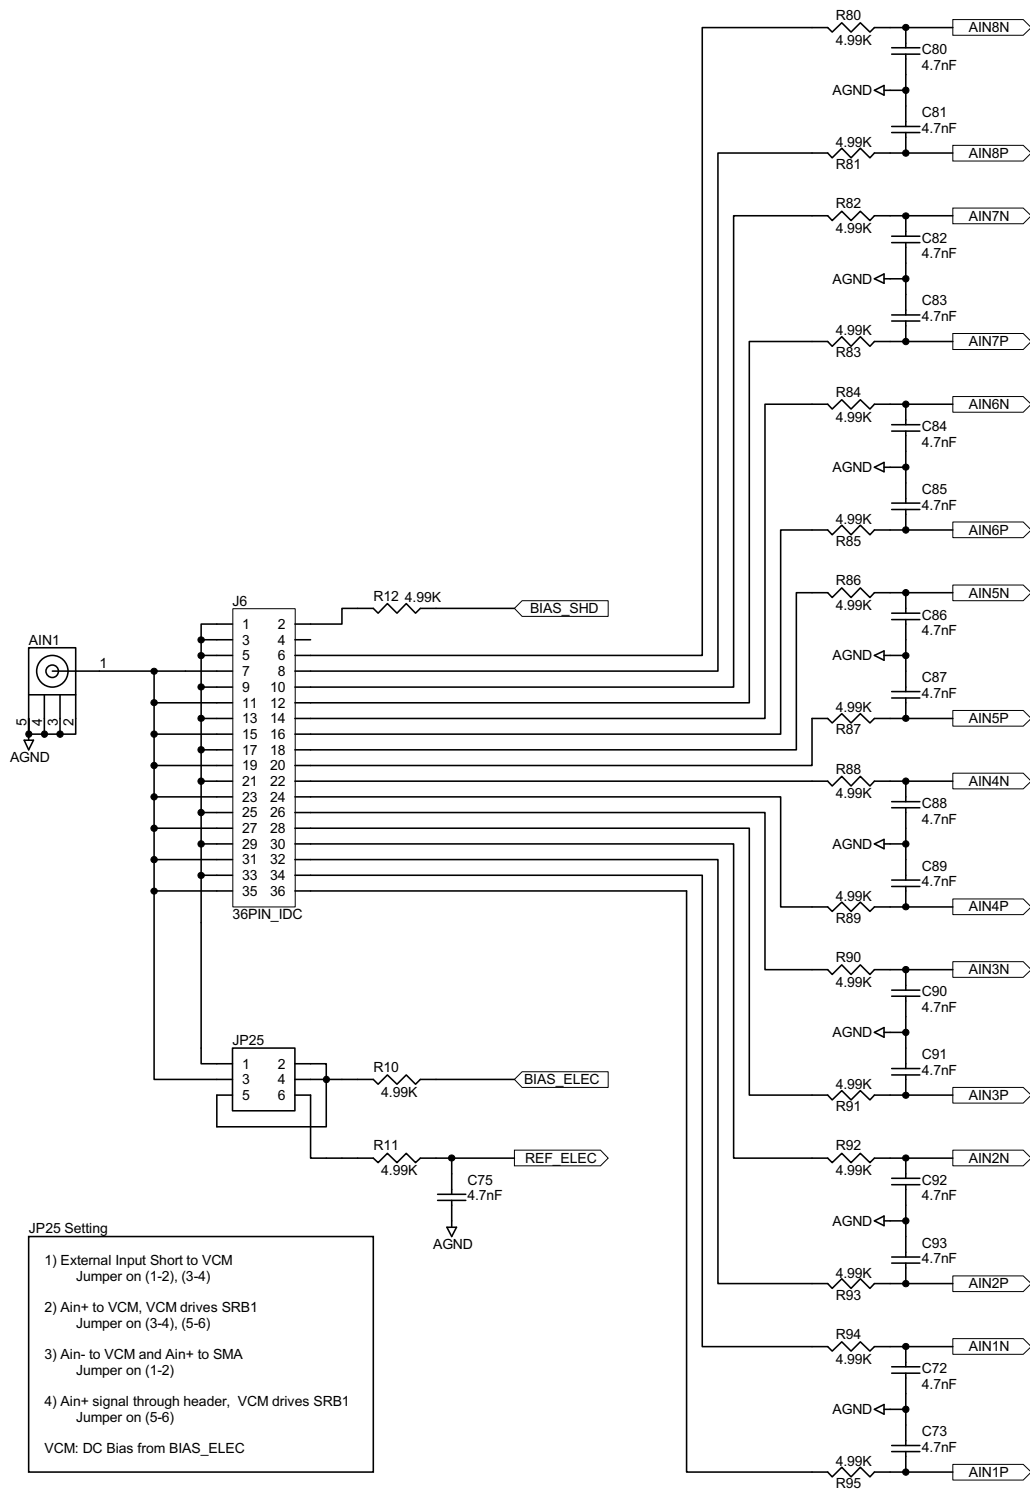 R80
4.99K
AIN8N
C80
4.7nF
AGND
C81
4.7nF
4.99K
R81
AIN8P
R82
4.99K
AIN7N
C82
4.7nF
AGND
C83
4.7nF
4.99K
R83
AIN7P
R84
4.99K
AIN6N
C84
4.7nF
AGND
C85
4.7nF
4.99K
R85
AIN6P
R86
4.99K
AIN5N
C86
4.7nF
AGND
C87
4.7nF
4.99K
R87
AIN5P
R88
4.99K
AIN4N
C88
4.7nF
AGND
C89
4.7nF
4.99K
R89
AIN4P
R90
4.99K
AIN3N
C90
4.7nF
AGND
C91
4.7nF
4.99K
R91
AIN3P
R92
4.99K
AIN2N
C92
4.7nF
AGND
C93
4.7nF
4.99K
R93
AIN2P
R94
4.99K
AIN1N
C72
4.7nF
AGND
C73
4.7nF
4.99K
R95
AIN1P
R12 4.99K
BIAS_SHD
J6
1 2
3 4
5 6
7 8
9 10
11 12
13 14
15 16
17 18
19 20
21 22
23 24
25 26
27 28
29 30
31 32
33 34
35 36
36PIN_IDC
AIN1
1
5 4 3 2
AGND
JP25
1 2
3 4
5 6
R10
4.99K
BIAS_ELEC
R11
4.99K
REF_ELEC
C75
4.7nF
AGND
JP25 Setting
1) External Input Short to VCM
Jumper on (1-2), (3-4)
2) Ain+ to VCM, VCM drives SRB1
Jumper on (3-4), (5-6)
3) Ain- to VCM and Ain+ to SMA
Jumper on (1-2)
4) Ain+ signal through header, VCM drives SRB1
Jumper on (5-6)
VCM: DC Bias from BIAS_ELEC